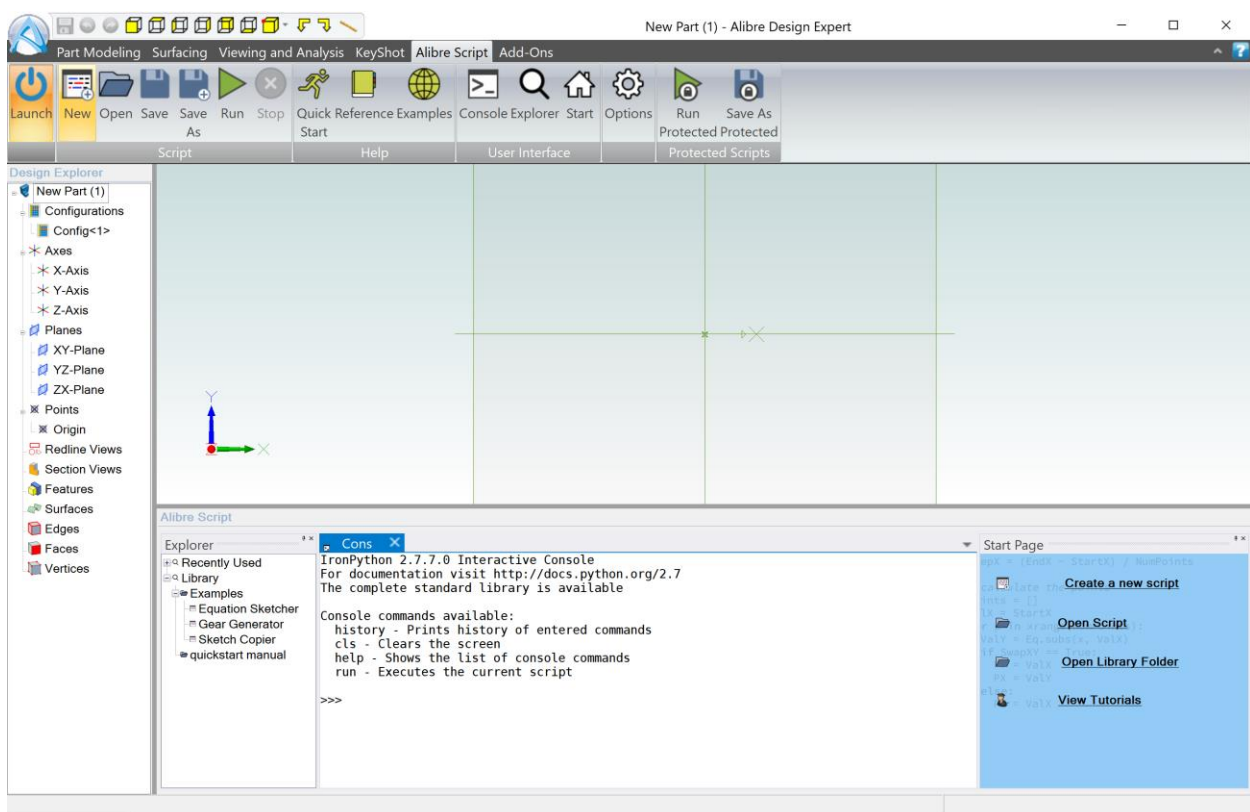 New Part (1) - Alibre Design Expert
Part Modeling Surfacing Viewing and Analysis KeyShot Alibre Script Add-Ons
Launch New Open Save Save As Run Stop Quick Start Reference Examples Console Explorer Start Options Run Protected Save As Protected
Script Help User Interface Protected Scripts
Design Explorer
New Part (1)
Configurations
Config<1>
Axes
X-Axis
Y-Axis
Z-Axis
Planes
XY-Plane
YZ-Plane
ZX-Plane
Points
Origin
Redline Views
Section Views
Features
Surfaces
Edges
Faces
Vertices
Y
X
X
Alibre Script
Explorer
Recently Used
Library
Examples
Equation Sketcher
Gear Generator
Sketch Copier
quickstart manual
Cons
IronPython 2.7.7.0 Interactive Console
For documentation visit http://docs.python.org/2.7
The complete standard library is available
Console commands available:
history - Prints history of entered commands
cls - Clears the screen
help - Shows the list of console commands
run - Executes the current script
>>>
Start Page
Create a new script
Open Script
Open Library Folder
View Tutorials